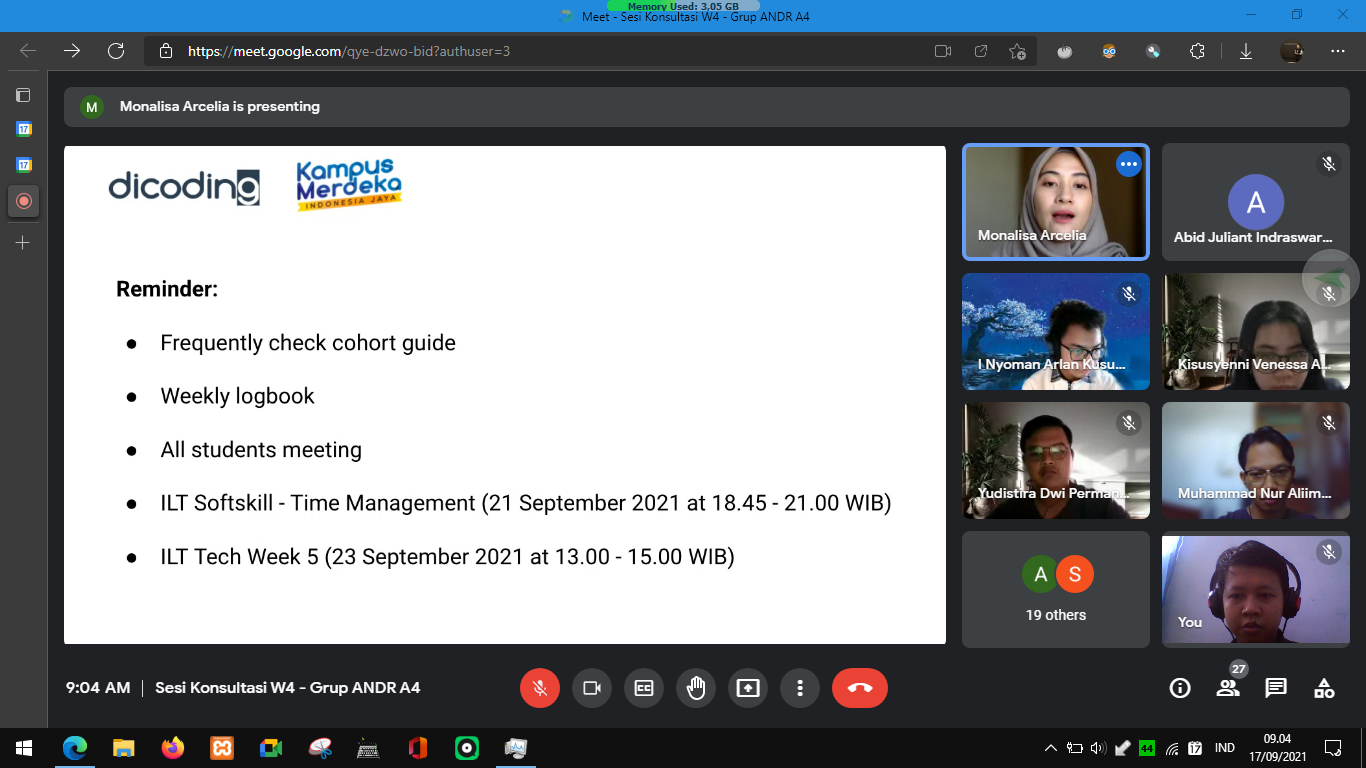 Memory Used: 3,05 GB
Meet - Sesi Konsultasi W4 - Grup ANDR A4
https://meet.google.com/qye-dzwo-bid?authuser=3
17
17
M
Monalisa Arcelia is presenting
dicoding
Kampus
Merdeka
INDONESIA JAYA
Reminder:
● Frequently check cohort guide
● Weekly logbook
● All students meeting
● ILT Softskill - Time Management (21 September 2021 at 18.45 - 21.00 WIB)
● ILT Tech Week 5 (23 September 2021 at 13.00 - 15.00 WIB)
Monalisa Arcelia
A
Abid Juliant Indraswar...
I Nyoman Arlan Kusu...
Kisusyenni Venessa A...
Yudistira Dwi Perman...
Muhammad Nur Aliim...
A S
19 others
You
9:04 AM | Sesi Konsultasi W4 - Grup ANDR A4
CC
27
44
17
IND
09.04
17/09/2021